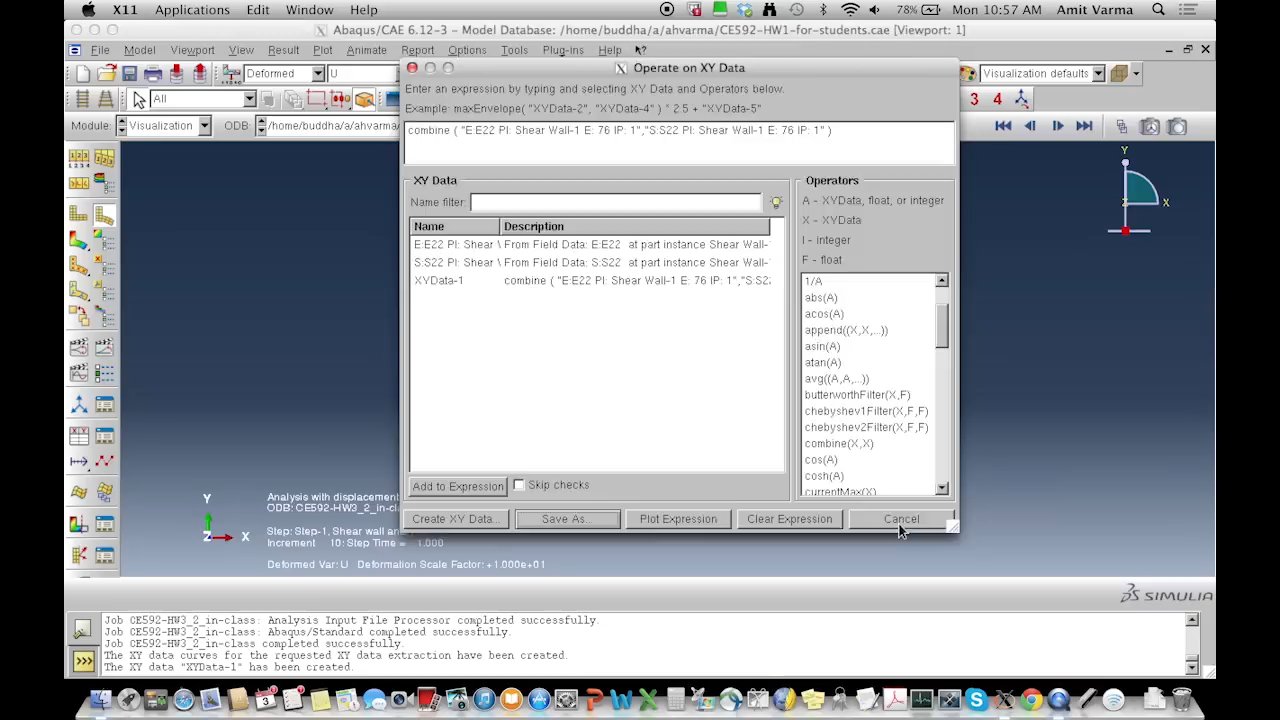 X11 Applications Edit Window Help 78% Mon 10:57 AM Amit Varma
Abaqus/CAE 6.12-3 - Model Database: /home/buddha/a/ahvarma/CE592-HW1-for-students.cae [Viewport: 1]
File Model Viewport View Result Plot Animate Report Options Tools Plug-ins Help
Operate on XY Data
Deformed U
Visualization defaults
Enter an expression by typing and selecting XY Data and Operators below.
Example: maxEnvelope( "XYData-2", "XYData-4" ) * 2.5 + "XYData-5"
All
3 4
Module: Visualization ODB: /home/buddha/a/ahvarma/
combine ( "E:E22 PI: Shear Wall-1 E: 76 IP: 1","S:S22 PI: Shear Wall-1 E: 76 IP: 1" )
XY Data
Name filter:
Name Description
E:E22 PI: Shear \ From Field Data: E:E22 at part instance Shear Wall-
S:S22 PI: Shear \ From Field Data: S:S22 at part instance Shear Wall-
XYData-1 combine ( "E:E22 PI: Shear Wall-1 E: 76 IP: 1","S:S2
Operators
A - XYData, float, or integer
X - XYData
I - integer
F - float
1/A
abs(A)
acos(A)
append((X,X,...))
asin(A)
atan(A)
avg((A,A,...))
butterworthFilter(X,F)
chebyshev1Filter(X,F,F)
chebyshev2Filter(X,F,F)
combine(X,X)
cos(A)
cosh(A)
currentMax(X)
Add to Expression Skip checks
Create XY Data... Save As... Plot Expression Clear Expression Cancel
Y
X
Z
Y
Z X
Analysis with displacemen
ODB: CE592-HW3_2_in-cl
Step: Step-1, Shear wall an
Increment 10: Step Time = 1.000
Deformed Var: U Deformation Scale Factor: +1.000e+01
SIMULIA
Job CE592-HW3_2_in-class: Analysis Input File Processor completed successfully.
Job CE592-HW3_2_in-class: Abaqus/Standard completed successfully.
Job CE592-HW3_2_in-class completed successfully.
The XY data curves for the requested XY data extraction have been created.
The XY data "XYData-1" has been created.